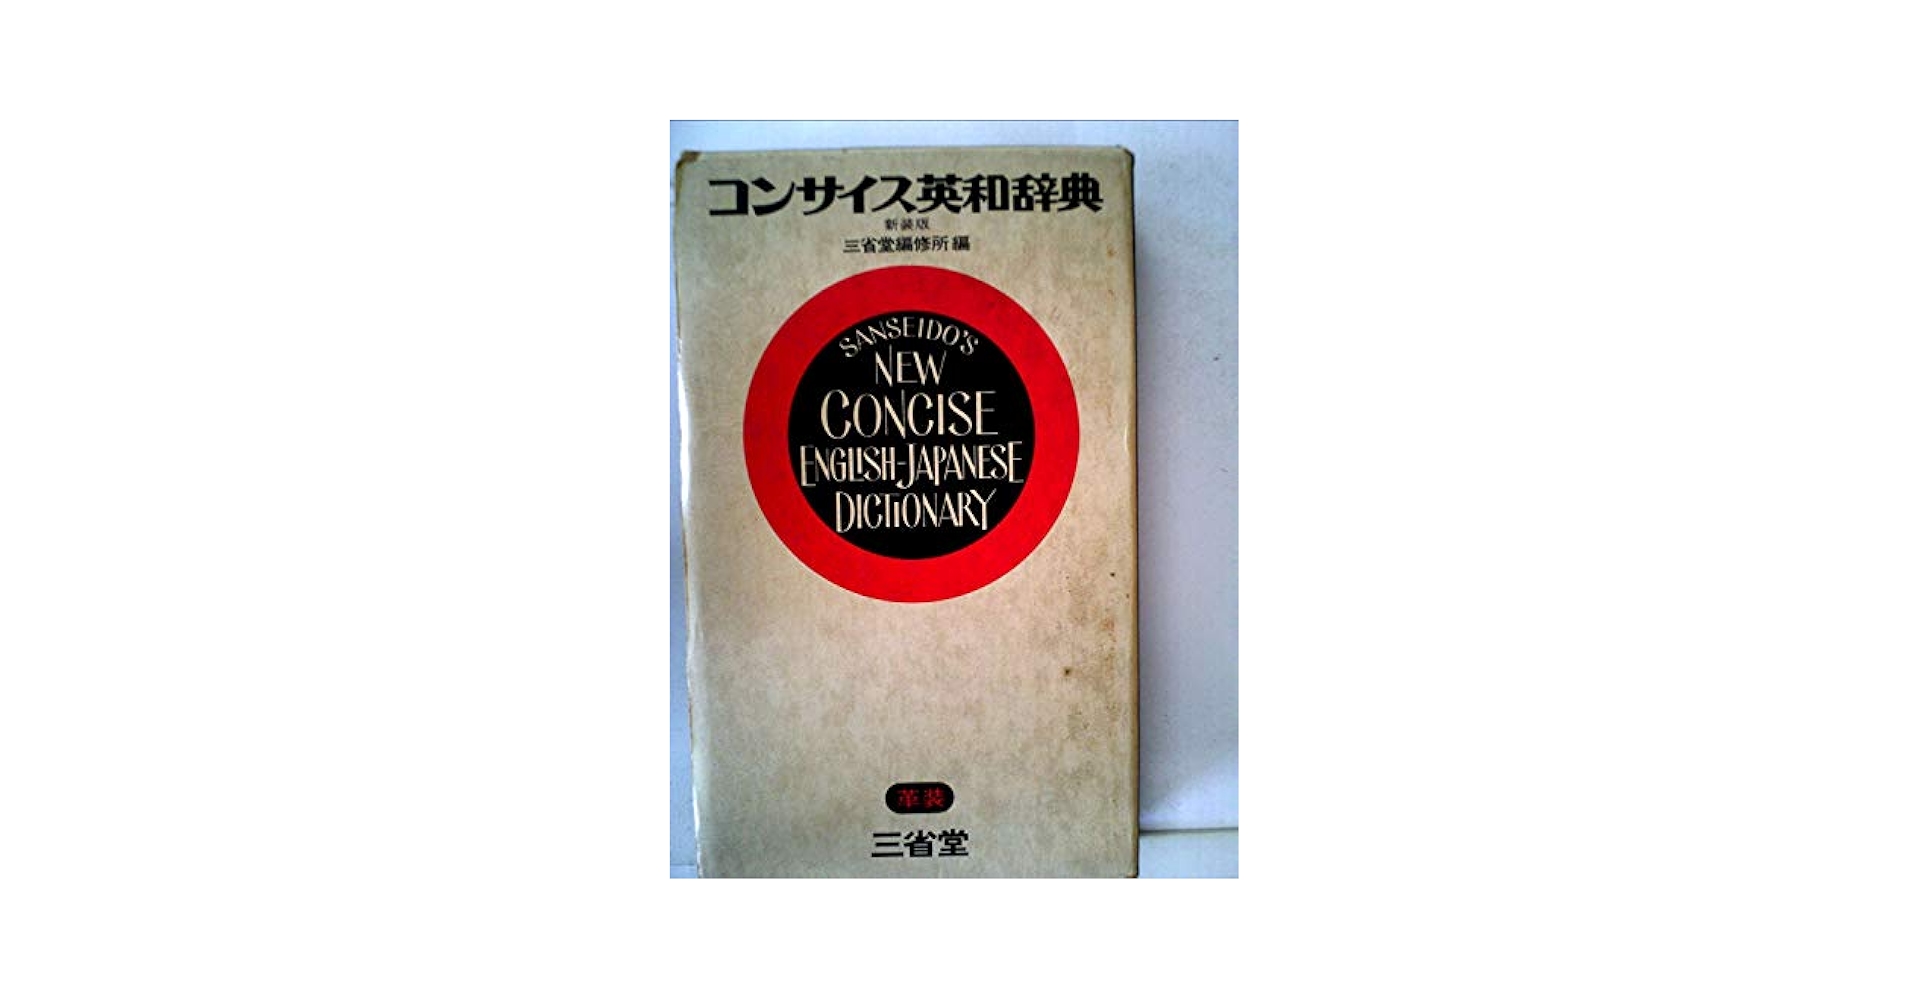 コンサイス英和辞典
新装版
三省堂編修所編
SANSEIDO'S
NEW
CONCISE
ENGLISH-JAPANESE
DICTIONARY
革装
三省堂